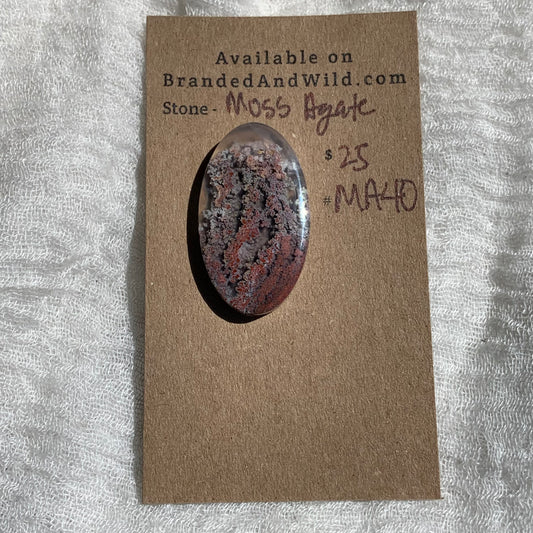 Available on
BrandedAndWild.com
Stone - Moss Agate
$ 25
# MA40